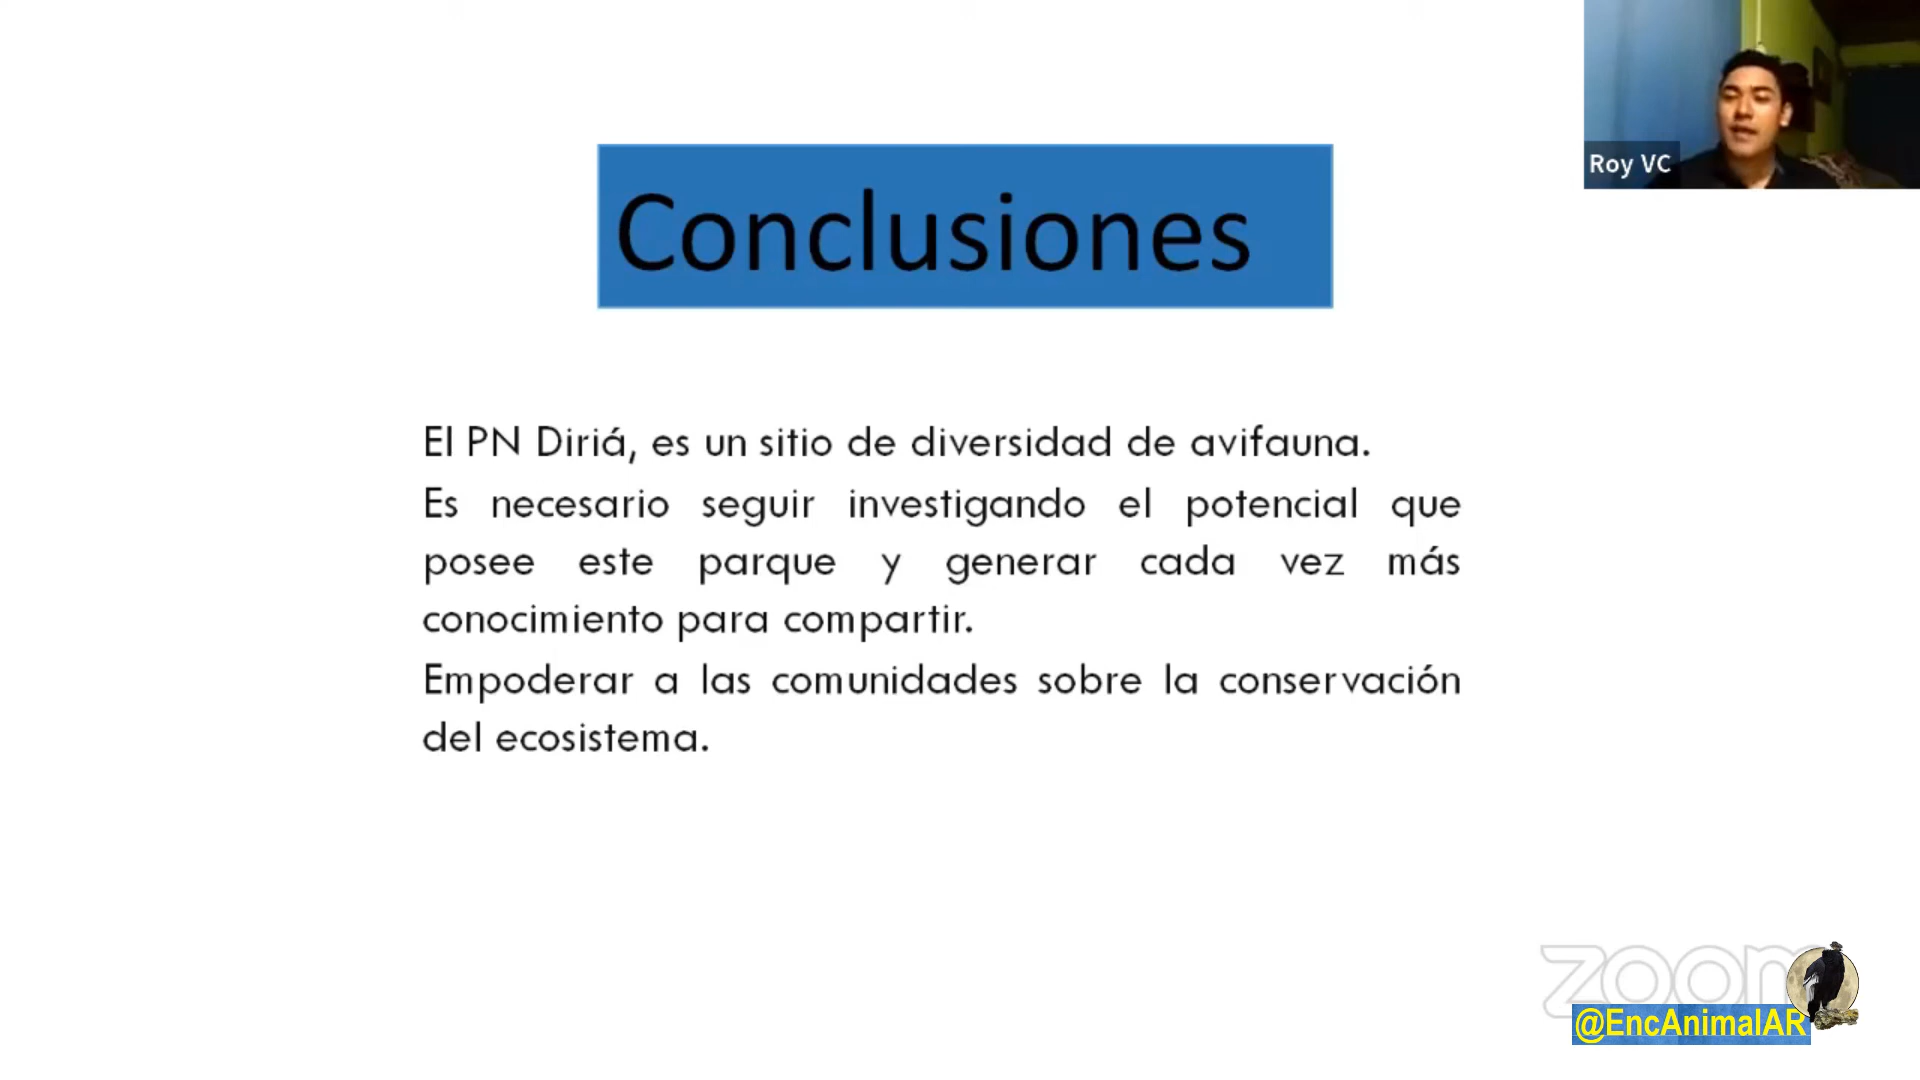 Roy VC
Conclusiones
El PN Diriá, es un sitio de diversidad de avifauna.
Es necesario seguir investigando el potencial que
posee este parque y generar cada vez más
conocimiento para compartir.
Empoderar a las comunidades sobre la conservación
del ecosistema.
zoom
@EncAnimalAR